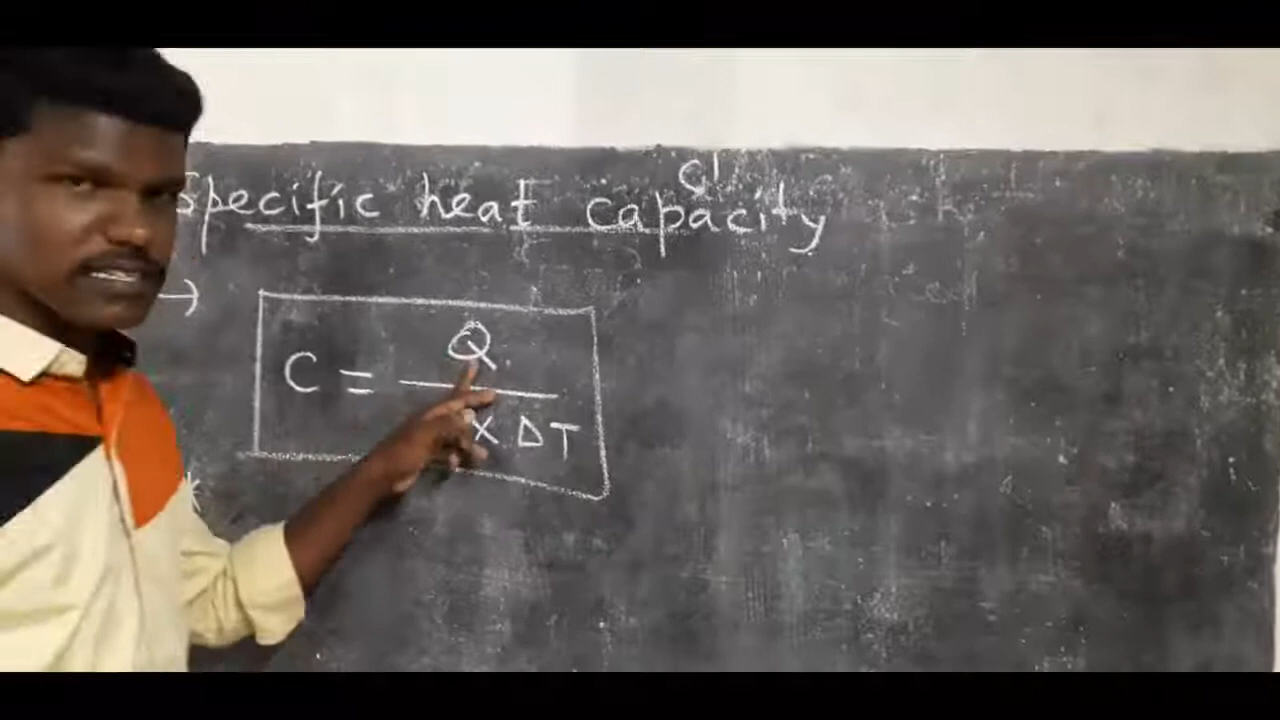 Specific heat capacity
→
C = Q
x ΔT